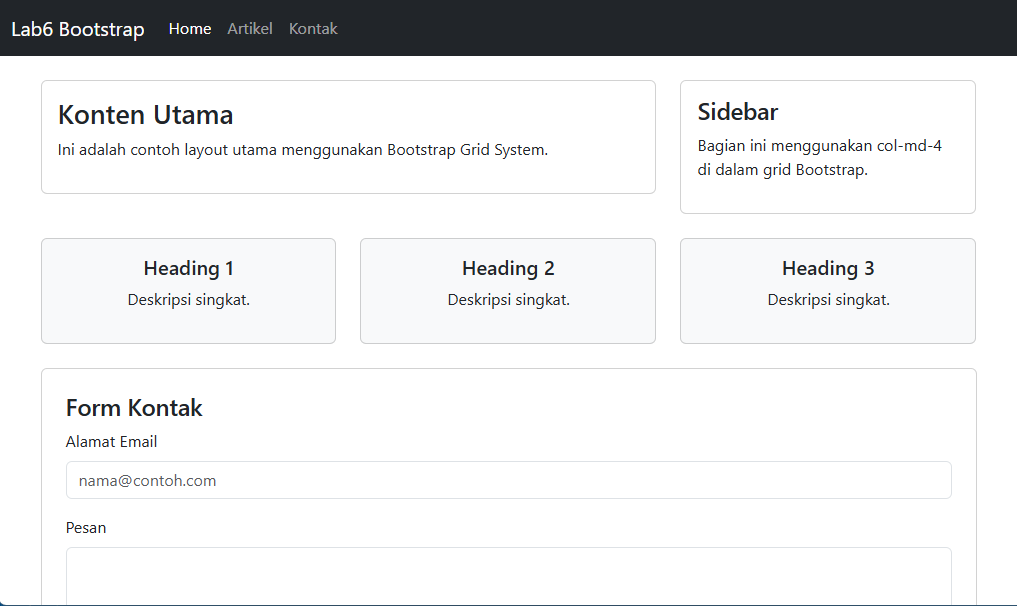 Lab6 Bootstrap Home Artikel Kontak
Konten Utama
Ini adalah contoh layout utama menggunakan Bootstrap Grid System.
Sidebar
Bagian ini menggunakan col-md-4
di dalam grid Bootstrap.
Heading 1
Deskripsi singkat.
Heading 2
Deskripsi singkat.
Heading 3
Deskripsi singkat.
Form Kontak
Alamat Email
nama@contoh.com
Pesan